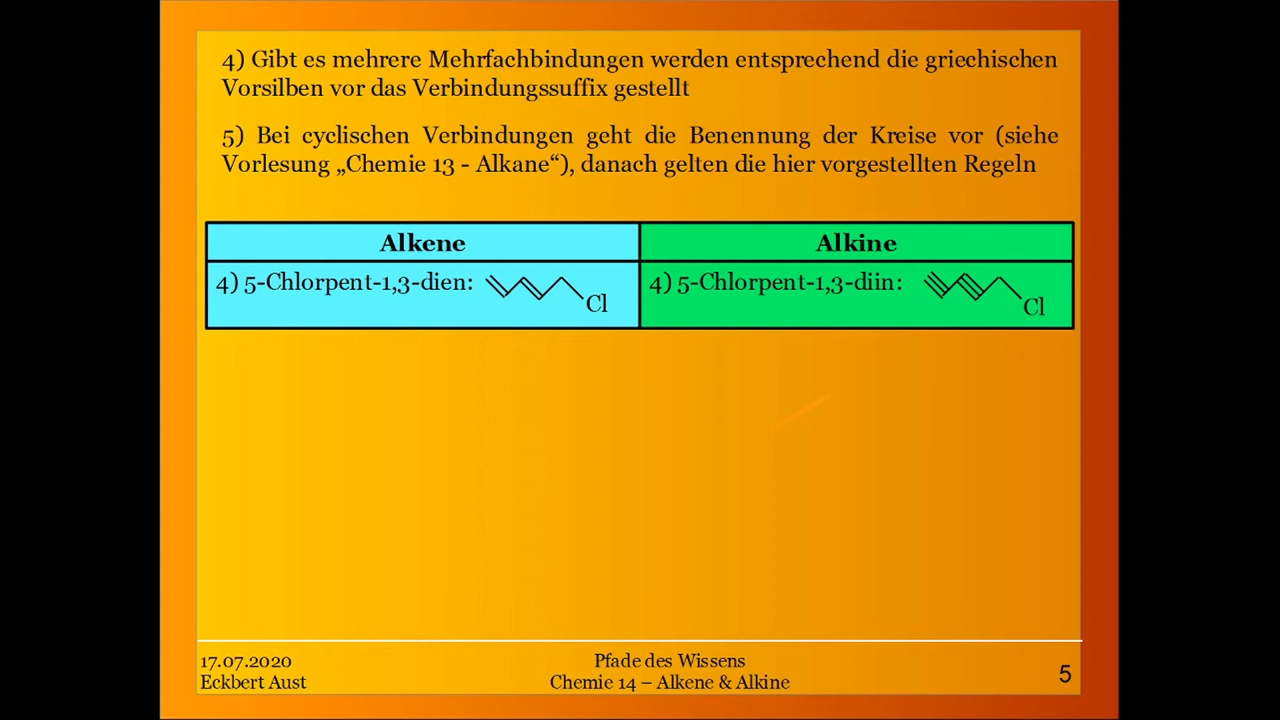 4) Gibt es mehrere Mehrfachbindungen werden entsprechend die griechischen
Vorsilben vor das Verbindungssuffix gestellt
5) Bei cyclischen Verbindungen geht die Benennung der Kreise vor (siehe
Vorlesung „Chemie 13 - Alkane“), danach gelten die hier vorgestellten Regeln
Alkene
Alkine
4) 5-Chlorpent-1,3-dien:
Cl
4) 5-Chlorpent-1,3-diin:
Cl
17.07.2020
Eckbert Aust
Pfade des Wissens
Chemie 14 – Alkene & Alkine
5